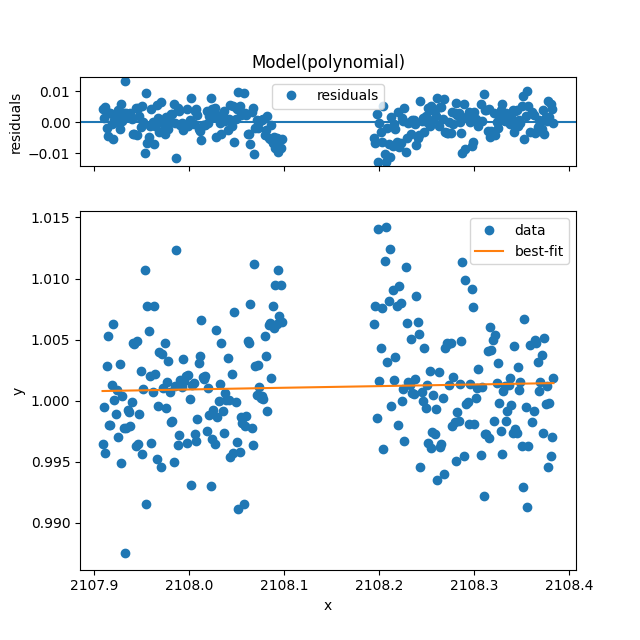 Model(polynomial)
residuals
0.01
0.00
−0.01
residuals
1.015
1.010
1.005
1.000
0.995
0.990
y
data
best-fit
2107.9 2108.0 2108.1 2108.2 2108.3 2108.4
x